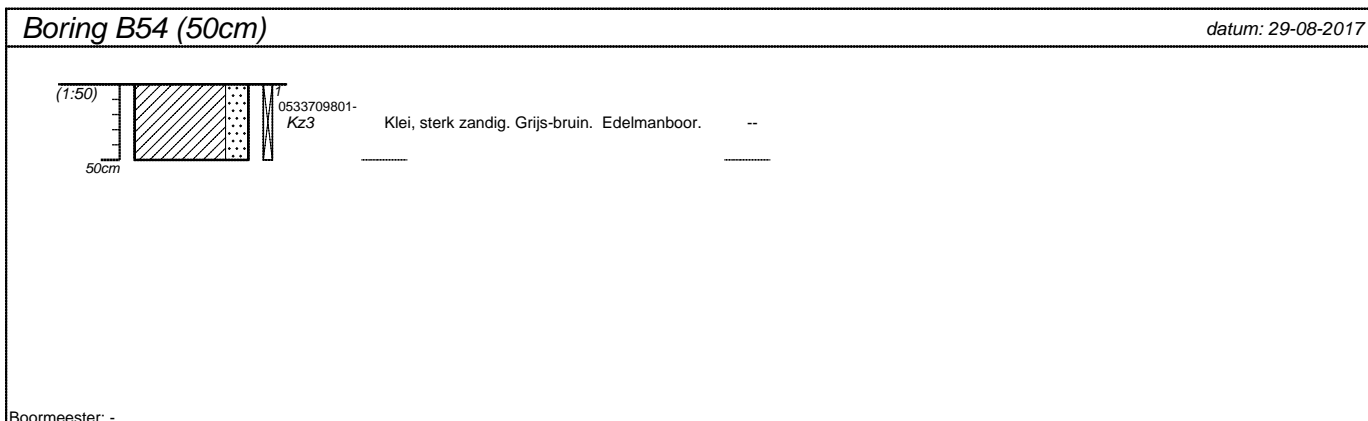 Boring B54 (50cm)
datum: 29-08-2017
(1:50)
1
0533709801-
Kz3
Klei, sterk zandig. Grijs-bruin. Edelmanboor.
--
50cm
Boormeester: -